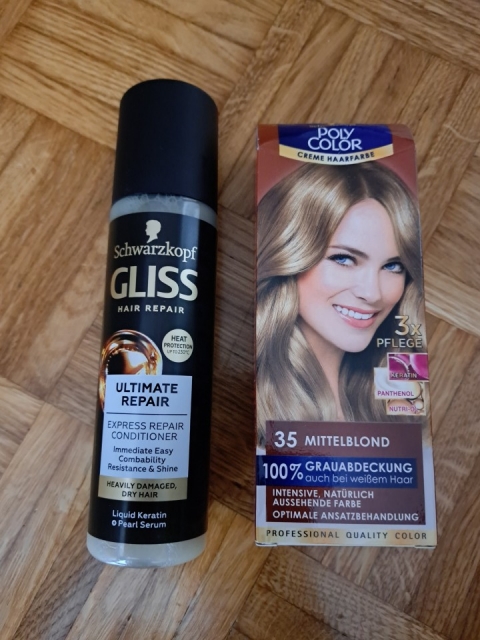 Schwarzkopf
GLISS
HAIR REPAIR
HEAT
PROTECTION
ULTIMATE
REPAIR
EXPRESS REPAIR
CONDITIONER
Immediate Easy
Combability
Resistance & Shine
HEAVILY DAMAGED,
DRY HAIR
Liquid Keratin
Pearl Serum
POLY
COLOR
CREME HAARFARBE
3x
PFLEGE
KERATIN
PANTHENOL
35 MITTELBLOND
100% GRAUABDECKUNG
auch bei weißem Haar
INTENSIVE, NATÜRLICH
AUSSEHENDE FARBE
OPTIMALE ANSATZBEHANDLUNG
PROFESSIONAL QUALITY COLOR